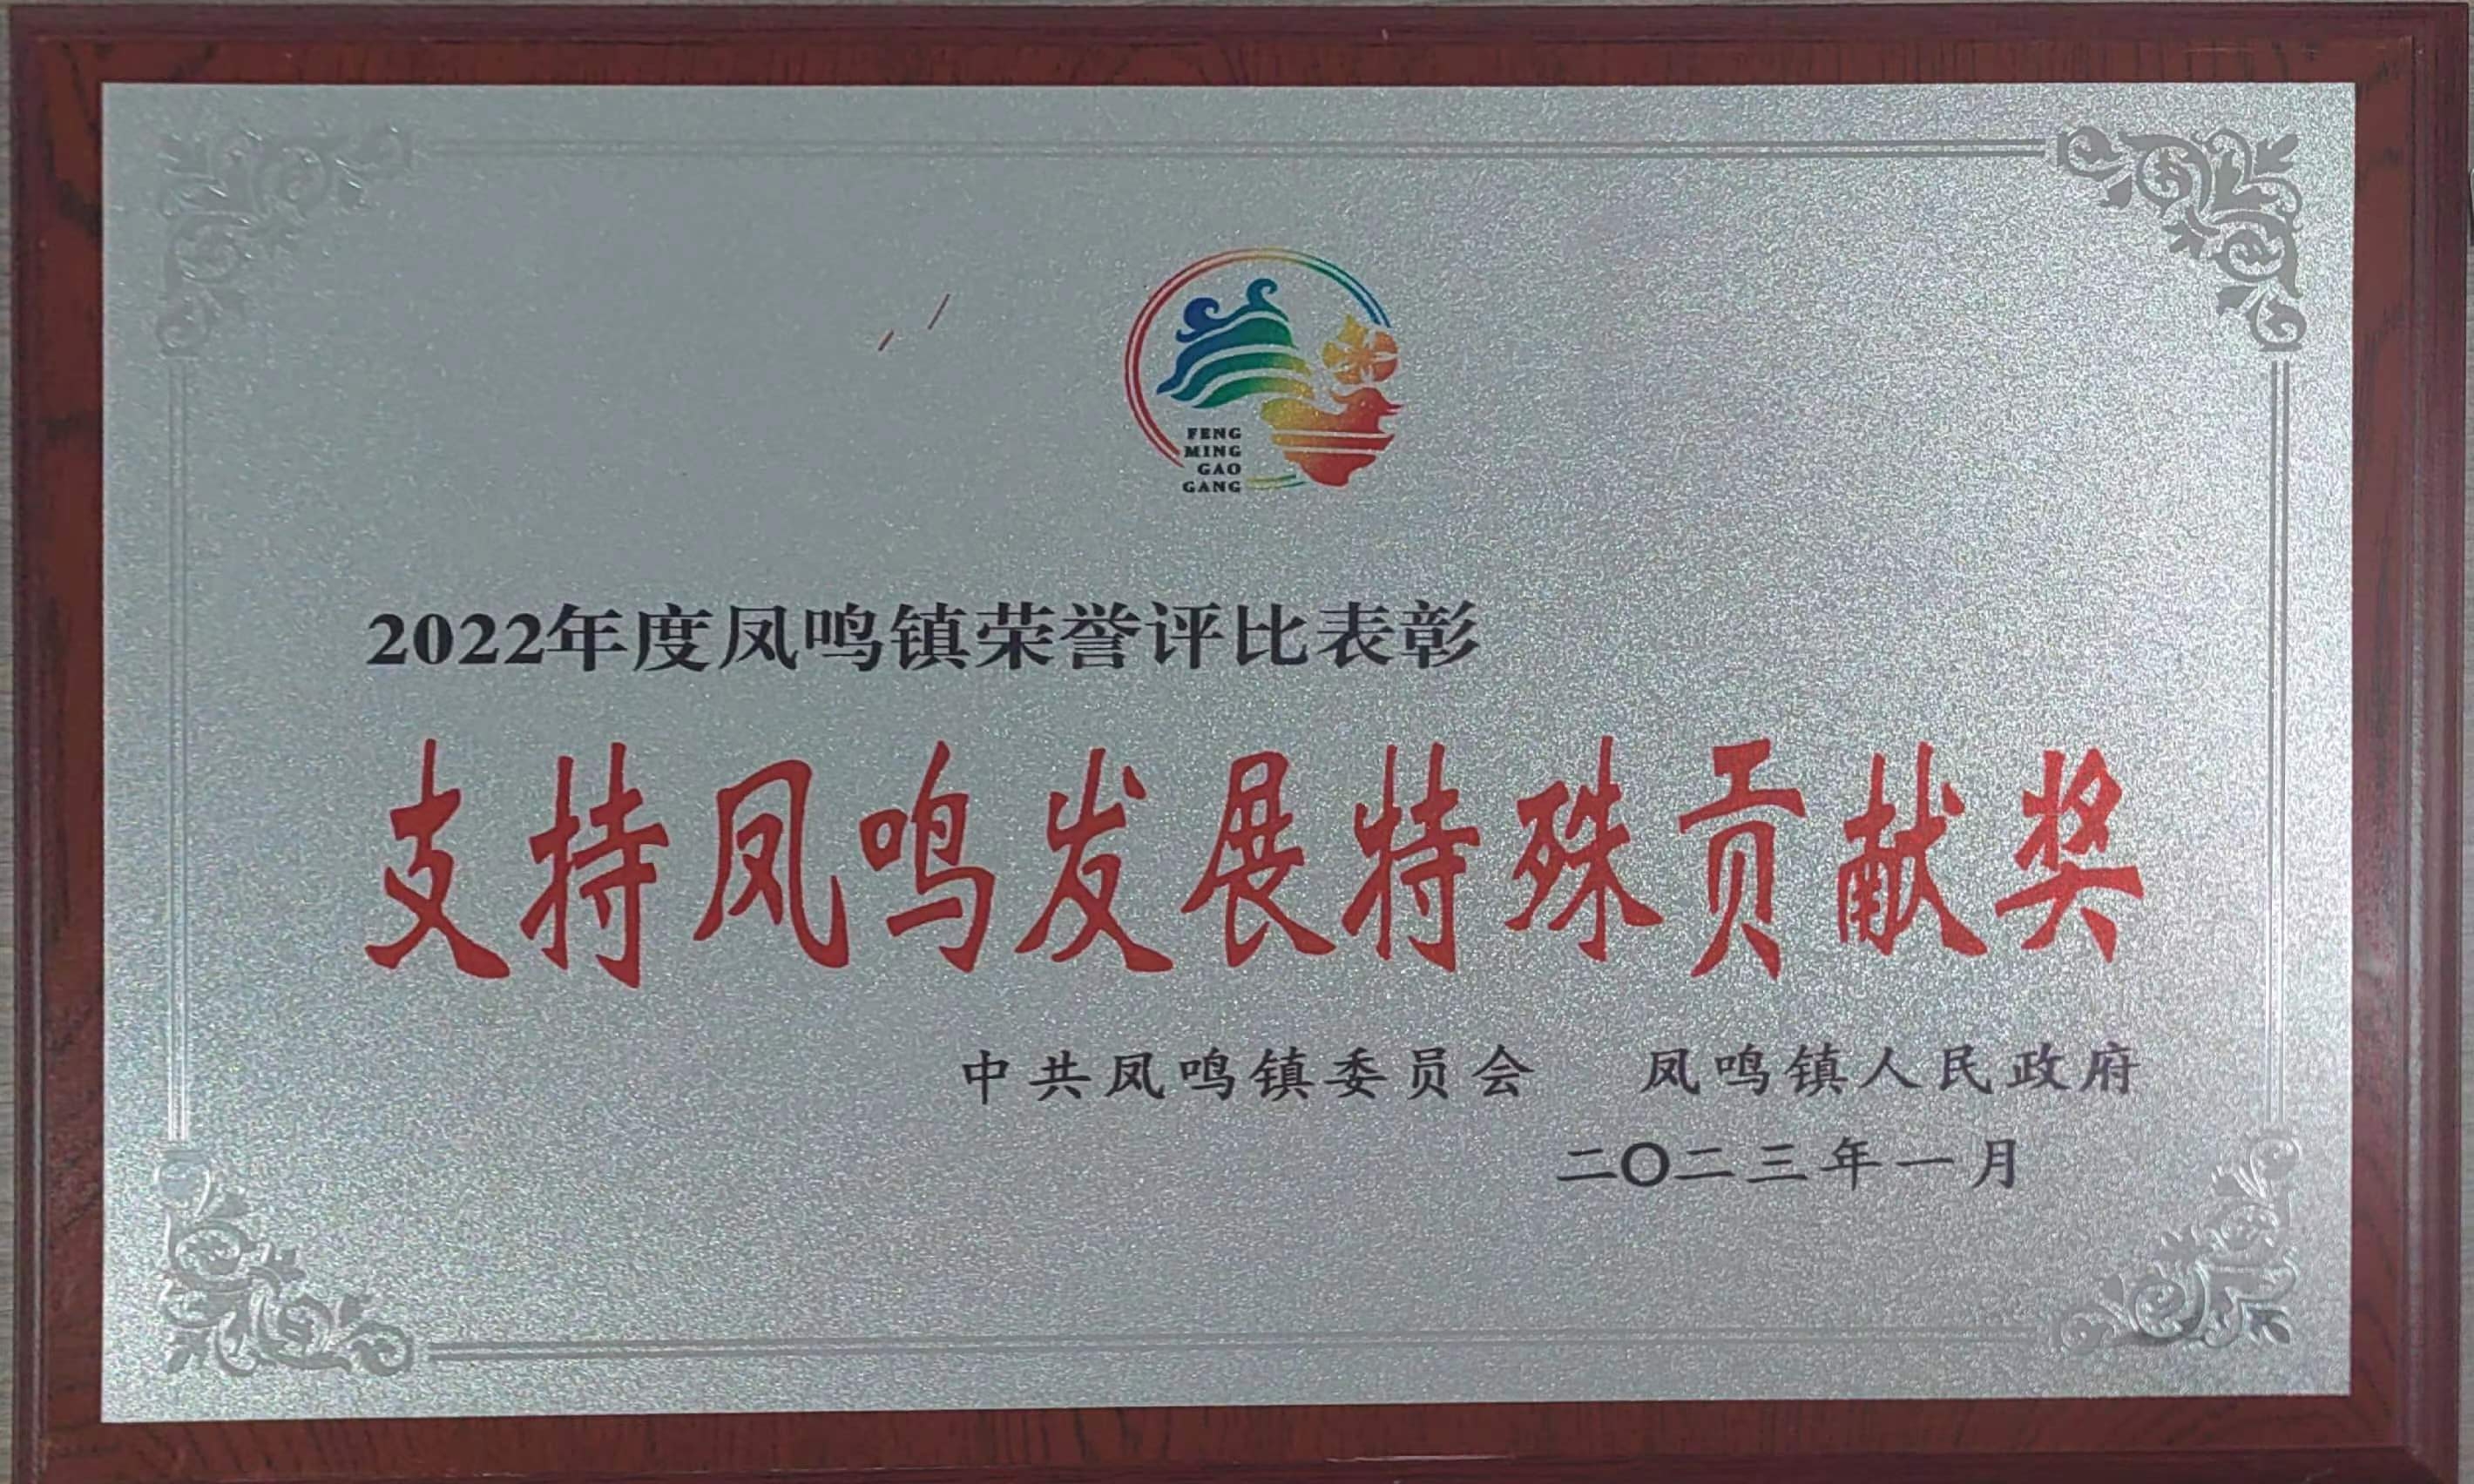 FENG
MING
GAO
GANG
2022年度凤鸣镇荣誉评比表彰
支持凤鸣发展特殊贡献奖
中共凤鸣镇委员会 凤鸣镇人民政府
二〇二三年一月